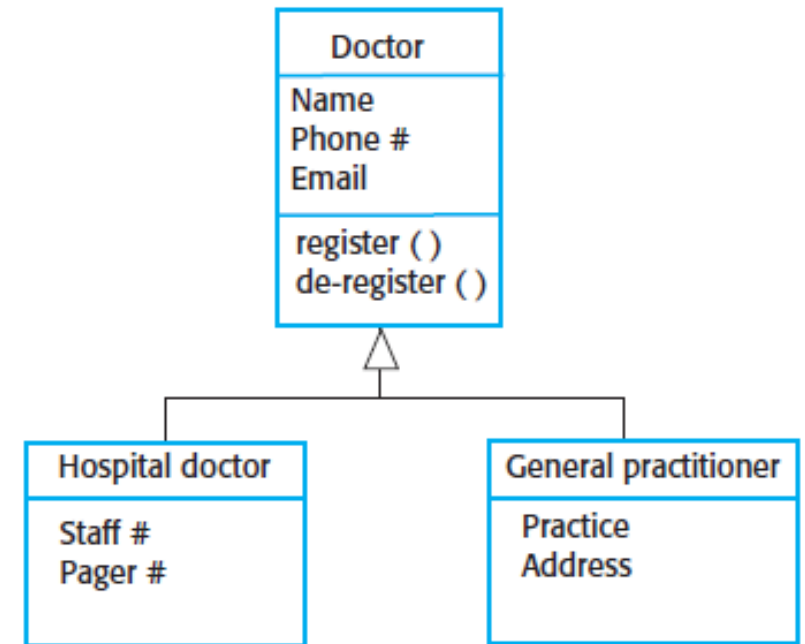 Doctor
Name
Phone #
Email
register ( )
de-register ( )
Hospital doctor
Staff #
Pager #
General practitioner
Practice
Address